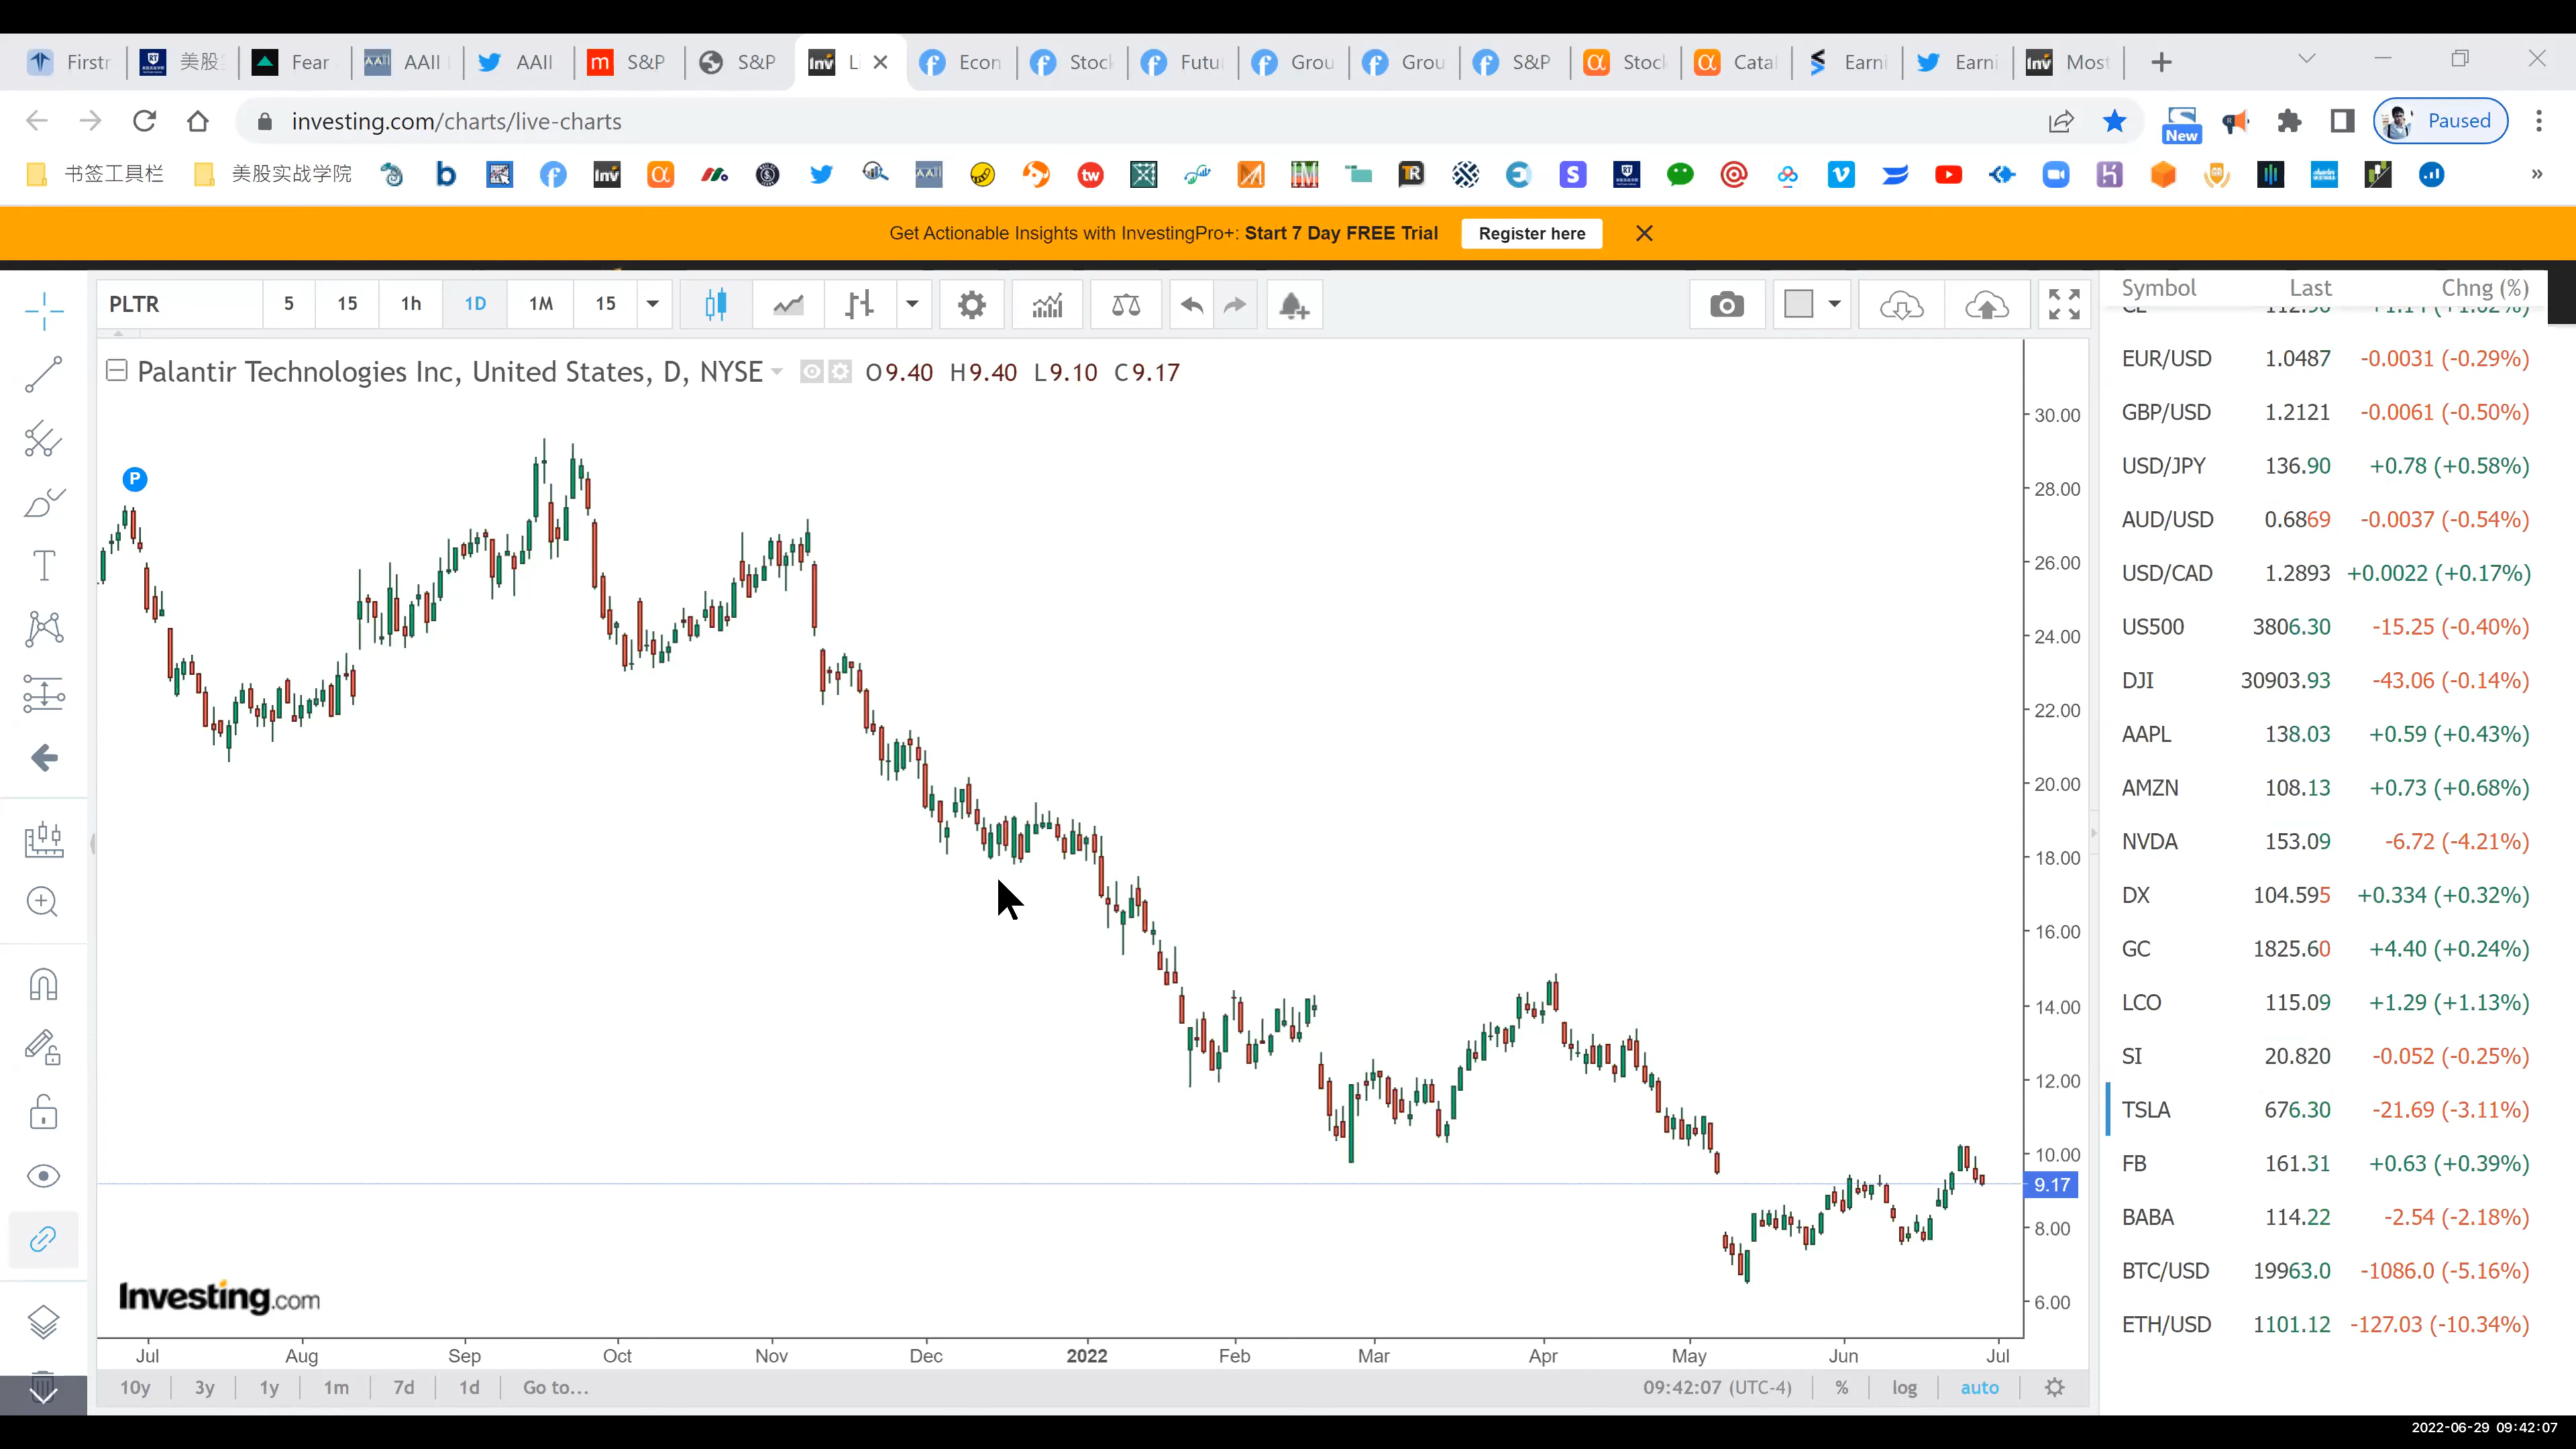 Firstr
美股
Fear
AAII
AAII
S&P
S&P
Li
Econ
Stock
Futu
Grou
Grou
S&P
Stock
Catal
Earni
Earni
Most
investing.com/charts/live-charts
New
Paused
书签工具栏
美股实战学院
Get Actionable Insights with InvestingPro+: Start 7 Day FREE Trial
Register here
PLTR 5 15 1h 1D 1M 15
Palantir Technologies Inc, United States, D, NYSE O9.40 H9.40 L9.10 C9.17
P
30.00
28.00
26.00
24.00
22.00
20.00
18.00
16.00
14.00
12.00
10.00
9.17
8.00
6.00
Investing.com
Jul Aug Sep Oct Nov Dec 2022 Feb Mar Apr May Jun Jul
10y 3y 1y 1m 7d 1d Go to... 09:42:07 (UTC-4) % log auto
Symbol Last Chng (%)
EUR/USD 1.0487 -0.0031 (-0.29%)
GBP/USD 1.2121 -0.0061 (-0.50%)
USD/JPY 136.90 +0.78 (+0.58%)
AUD/USD 0.6869 -0.0037 (-0.54%)
USD/CAD 1.2893 +0.0022 (+0.17%)
US500 3806.30 -15.25 (-0.40%)
DJI 30903.93 -43.06 (-0.14%)
AAPL 138.03 +0.59 (+0.43%)
AMZN 108.13 +0.73 (+0.68%)
NVDA 153.09 -6.72 (-4.21%)
DX 104.595 +0.334 (+0.32%)
GC 1825.60 +4.40 (+0.24%)
LCO 115.09 +1.29 (+1.13%)
SI 20.820 -0.052 (-0.25%)
TSLA 676.30 -21.69 (-3.11%)
FB 161.31 +0.63 (+0.39%)
BABA 114.22 -2.54 (-2.18%)
BTC/USD 19963.0 -1086.0 (-5.16%)
ETH/USD 1101.12 -127.03 (-10.34%)
2022-06-29 09:42:07